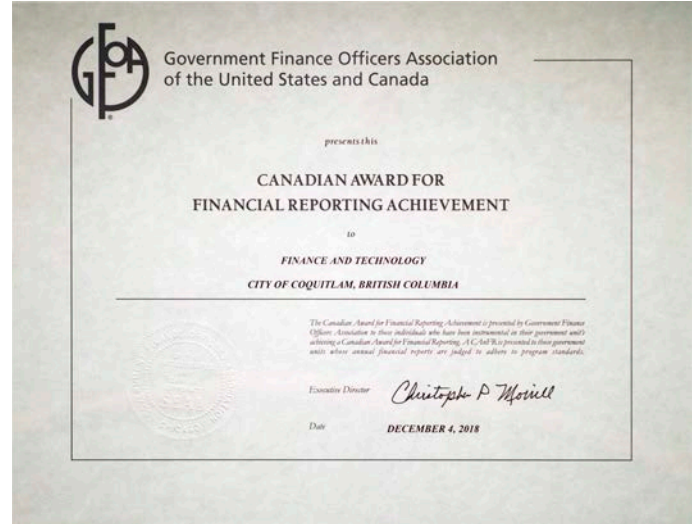 GFOA
Government Finance Officers Association
of the United States and Canada
presents this
CANADIAN AWARD FOR
FINANCIAL REPORTING ACHIEVEMENT
to
FINANCE AND TECHNOLOGY
CITY OF COQUITLAM, BRITISH COLUMBIA
The Canadian Award for Financial Reporting Achievement is presented by Government Finance
Officers Association to those individuals who have been instrumental in their government unit's
achieving a Canadian Award for Financial Reporting. A CAnFR is presented to those government
units whose annual financial reports are judged to adhere to program standards.
Executive Director
Christopher P Morrill
Date
DECEMBER 4, 2018